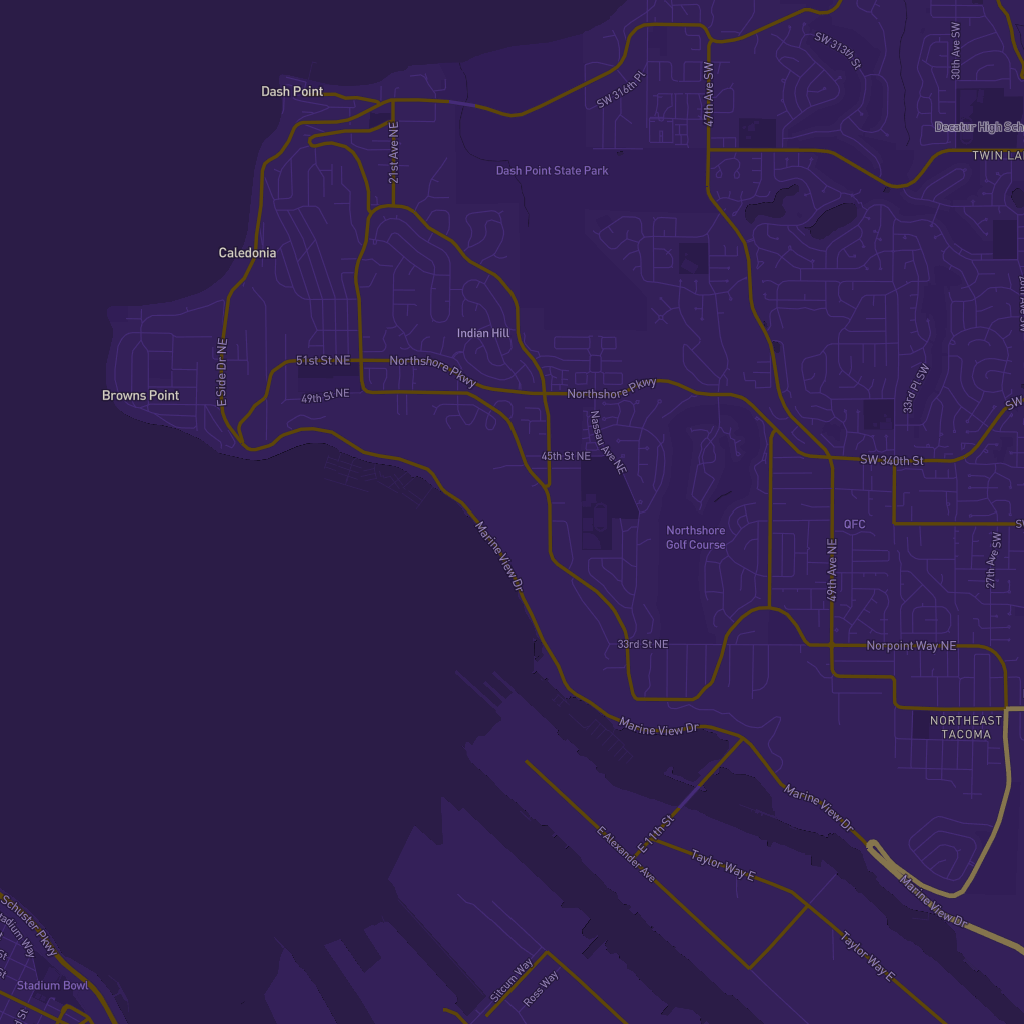 SW 313th St
30th Ave SW
SW 316th Pl
47th Ave SW
Dash Point
21st Ave NE
Decatur High Sch
TWIN LA
Dash Point State Park
Caledonia
Indian Hill
E Side Dr NE
51st St NE
Northshore Pkwy
49th St NE
Browns Point
Northshore Pkwy
33rd Pl SW
SW
Nassau Ave NE
45th St NE
SW 340th St
Northshore
Golf Course
QFC
Marine View Dr
49th Ave NE
27th Ave SW
33rd St NE
Norpoint Way NE
Marine View Dr
NORTHEAST
TACOMA
Marine View Dr
E 11th St
E Alexander Ave
Taylor Way E
Marine View Dr
Schuster Pkwy
Stadium Way
St
St
Taylor Way E
Sitcum Way
Ross Way
Stadium Bowl